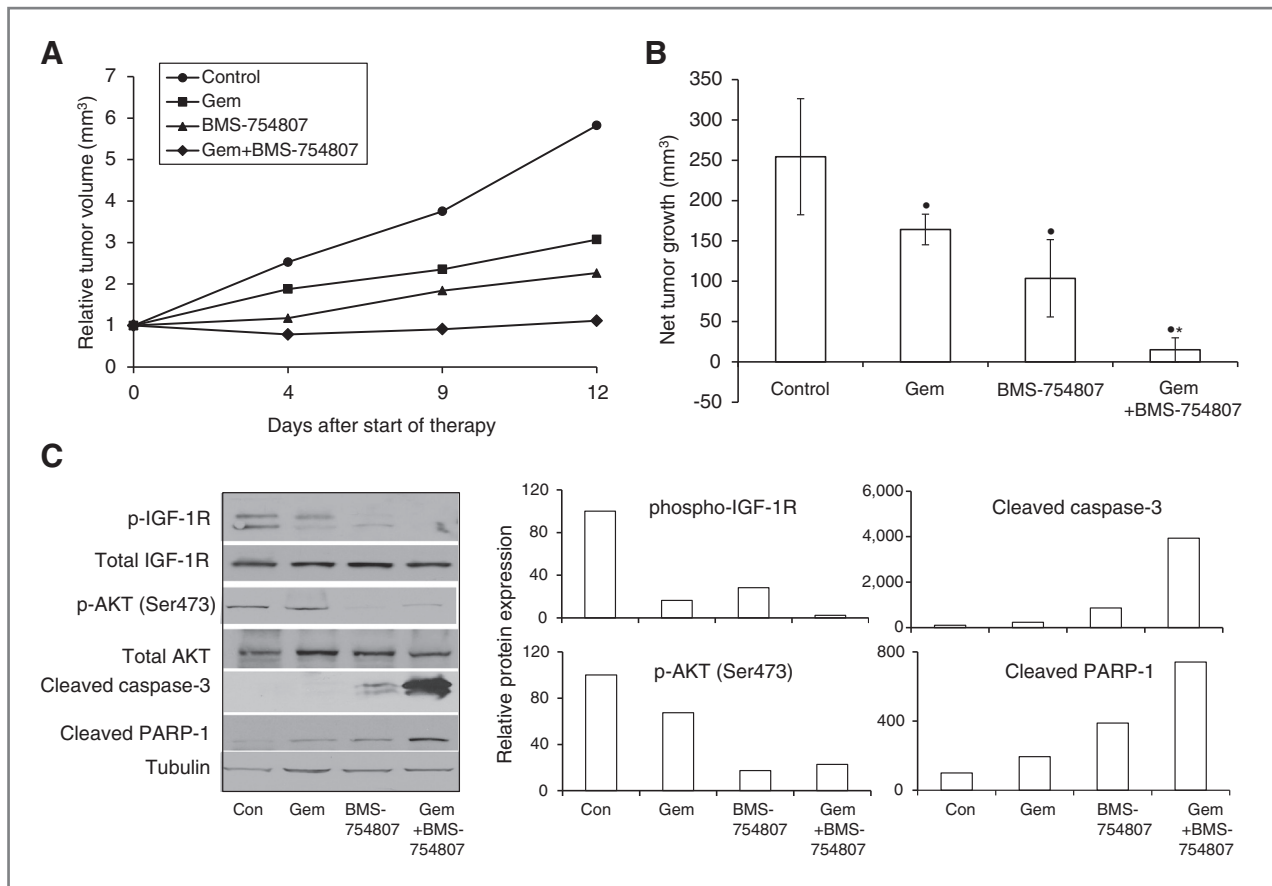 A
Relative tumor volume (mm³)
7
6
5
4
3
2
1
0
Control
Gem
BMS-754807
Gem+BMS-754807
0 4 9 12
Days after start of therapy
B
Net tumor growth (mm³)
350
300
250
200
150
100
50
0
-50
•
•
•*
Control Gem BMS-754807 Gem
+BMS-754807
C
p-IGF-1R
Total IGF-1R
p-AKT (Ser473)
Total AKT
Cleaved caspase-3
Cleaved PARP-1
Tubulin
Con Gem BMS-
754807 Gem
+BMS-
754807
Relative protein expression
120
80
40
0
phospho-IGF-1R
6,000
4,000
2,000
0
Cleaved caspase-3
120
80
40
0
p-AKT (Ser473)
Con Gem BMS-
754807 Gem
+BMS-
754807
800
400
0
Cleaved PARP-1
Con Gem BMS-
754807 Gem
+BMS-
754807